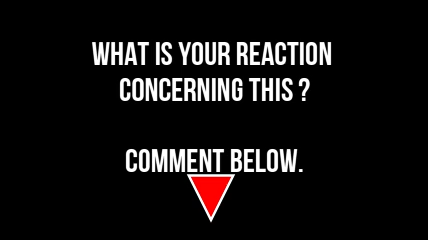 WHAT IS YOUR REACTION
CONCERNING THIS ?
COMMENT BELOW.